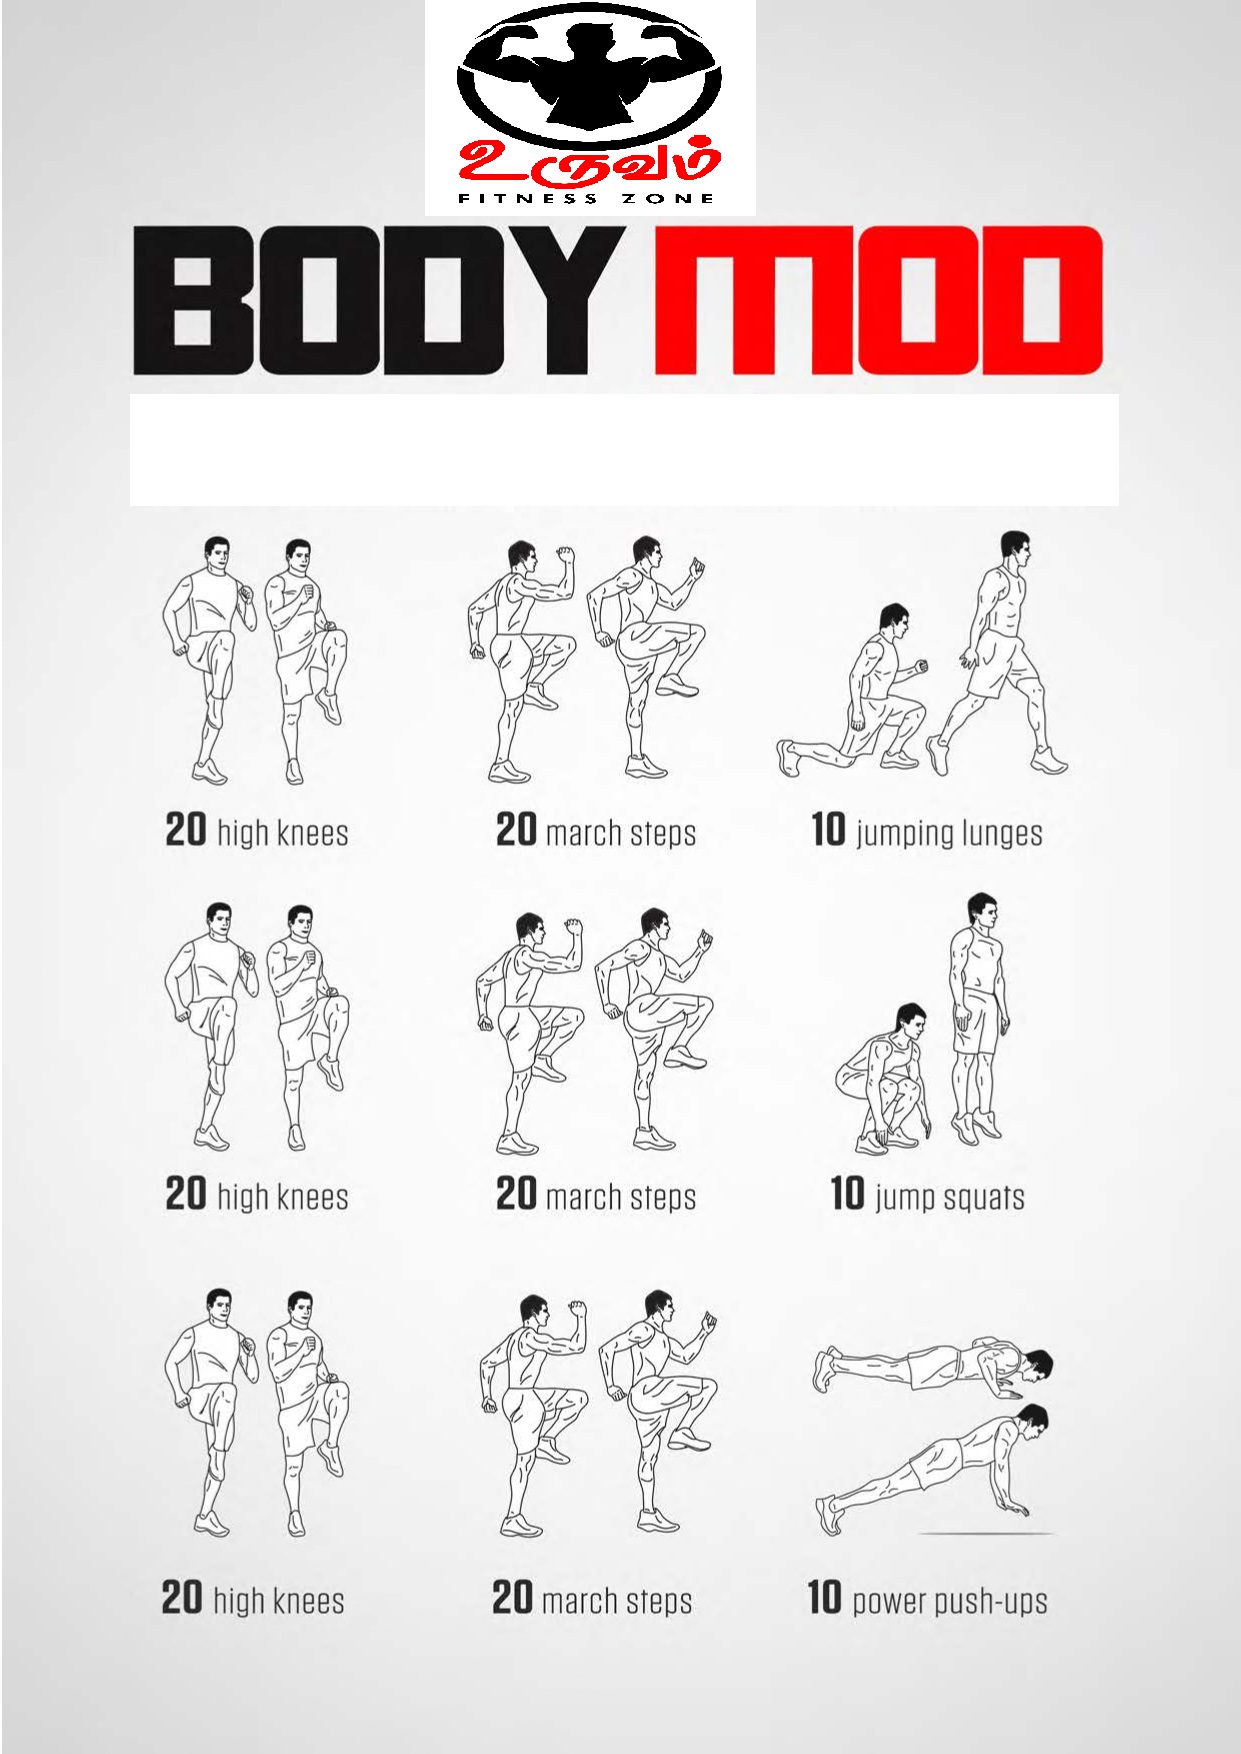 உருவம்
FITNESS ZONE
BODY MOD
20 high knees
20 march steps
10 jumping lunges
20 high knees
20 march steps
10 jump squats
20 high knees
20 march steps
10 power push-ups